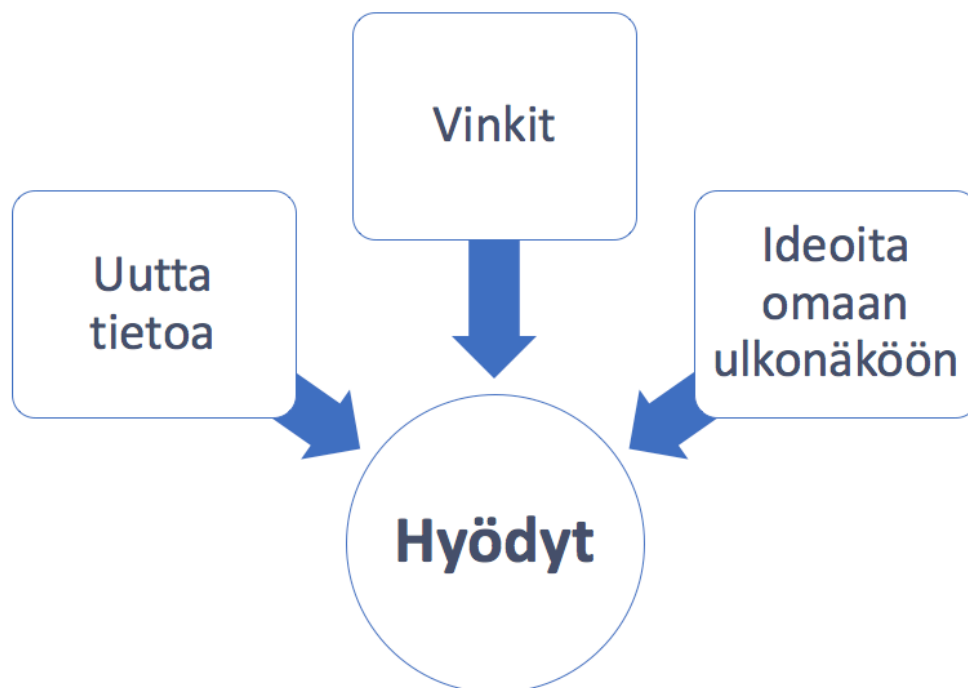 Vinkit
Uutta
tietoa
Ideoita
omaan
ulkonäköön
Hyödyt